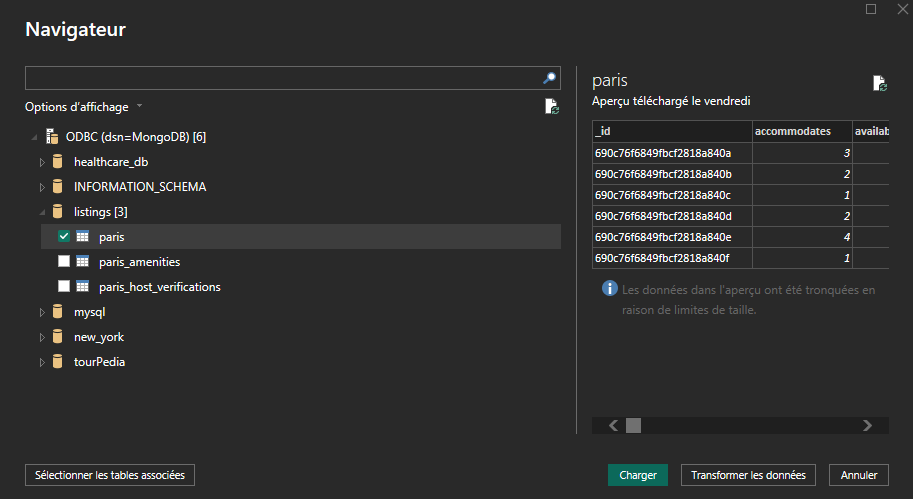 Navigateur
Options d'affichage
ODBC (dsn=MongoDB) [6]
healthcare_db
INFORMATION_SCHEMA
listings [3]
paris
paris_amenities
paris_host_verifications
mysql
new_york
tourPedia
paris
Aperçu téléchargé le vendredi
_id accommodates availab
690c76f6849fbcf2818a840a 3
690c76f6849fbcf2818a840b 2
690c76f6849fbcf2818a840c 1
690c76f6849fbcf2818a840d 2
690c76f6849fbcf2818a840e 4
690c76f6849fbcf2818a840f 1
Les données dans l'aperçu ont été tronquées en
raison de limites de taille.
Sélectionner les tables associées
Charger
Transformer les données
Annuler